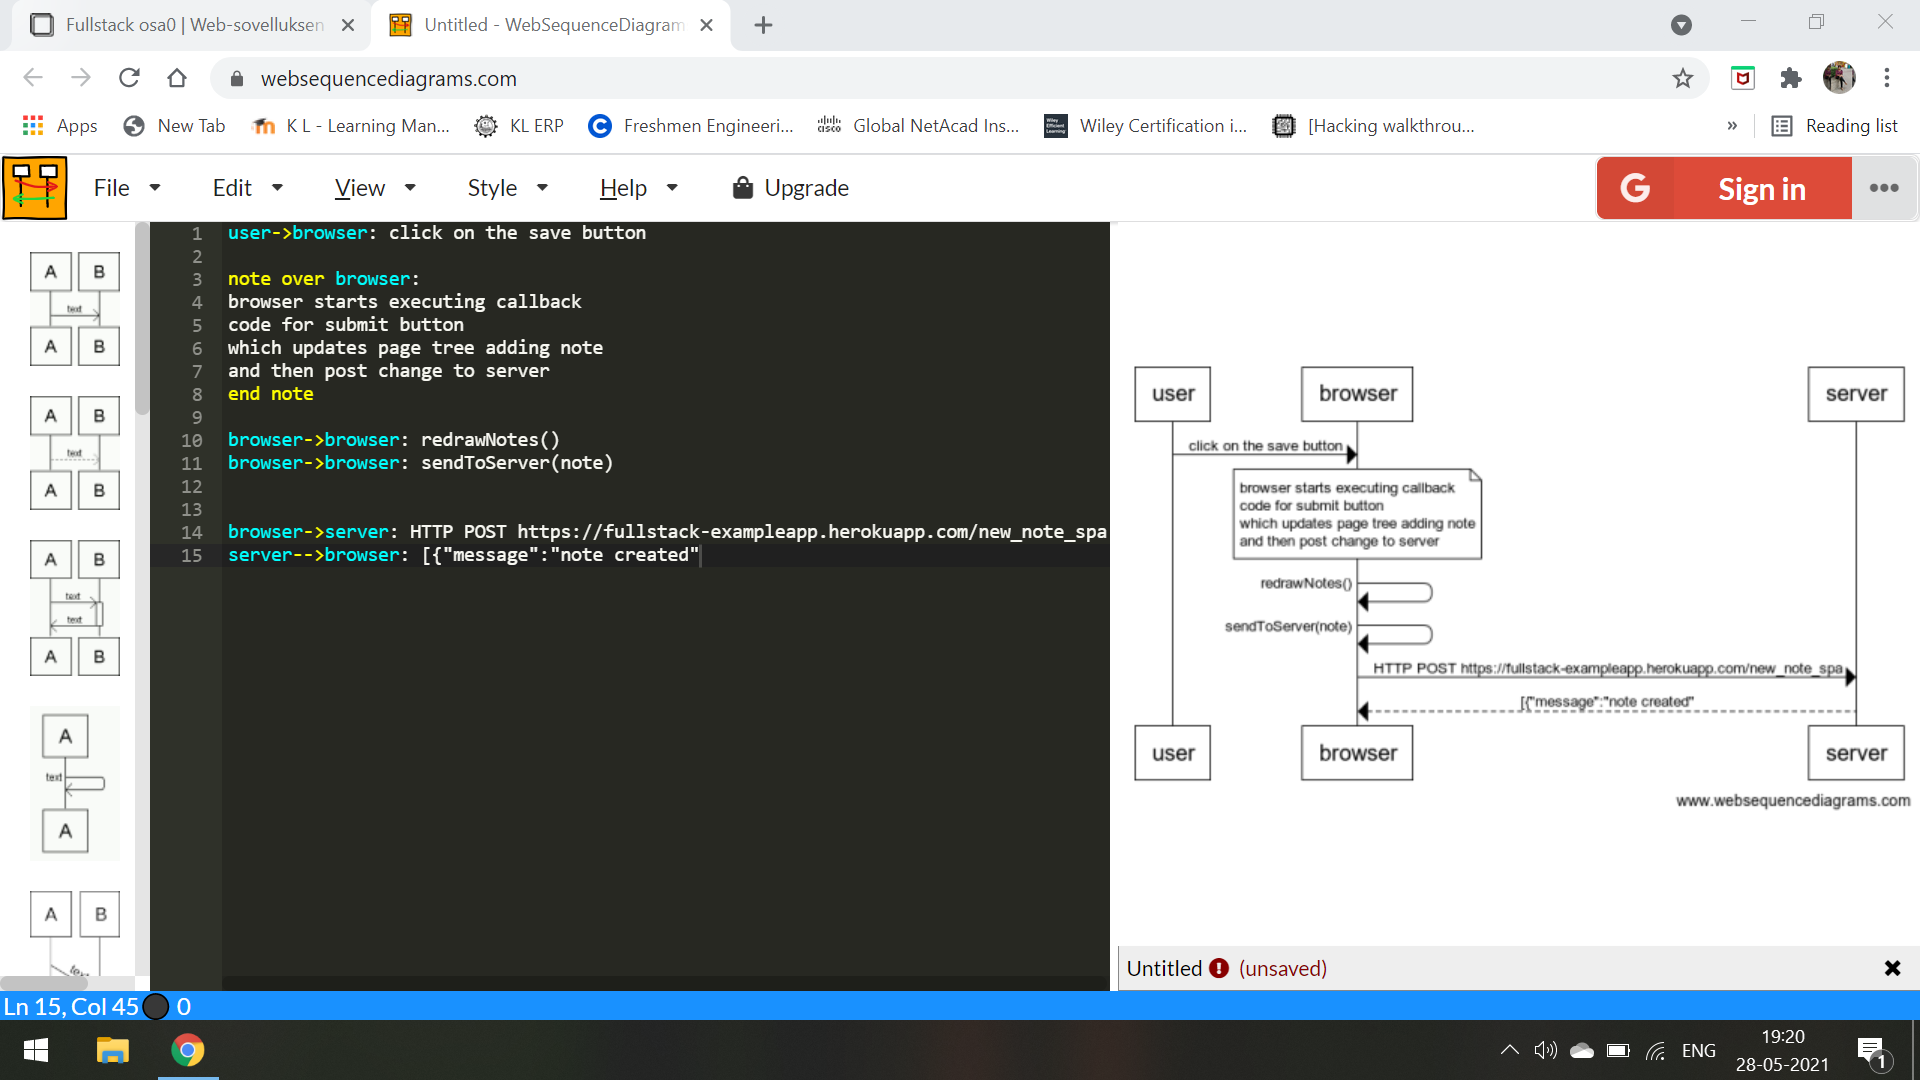 Fullstack osa0 | Web-sovelluksen
Untitled - WebSequenceDiagram
websequencediagrams.com
Apps
New Tab
K L - Learning Man...
KL ERP
Freshmen Engineeri...
Global NetAcad Ins...
Wiley Certification i...
[Hacking walkthrou...
»
Reading list
File
Edit
View
Style
Help
Upgrade
G Sign in
A B
text
A B
A B
text
A B
A B
text
text
A B
A
text
A
A B
1 user->browser: click on the save button
2
3 note over browser:
4 browser starts executing callback
5 code for submit button
6 which updates page tree adding note
7 and then post change to server
8 end note
9
10 browser->browser: redrawNotes()
11 browser->browser: sendToServer(note)
12
13
14 browser->server: HTTP POST https://fullstack-exampleapp.herokuapp.com/new_note_spa
15 server-->browser: [{"message":"note created"
user browser server
click on the save button
browser starts executing callback
code for submit button
which updates page tree adding note
and then post change to server
redrawNotes()
sendToServer(note)
HTTP POST https://fullstack-exampleapp.herokuapp.com/new_note_spa
[{"message":"note created"
user browser server
www.websequencediagrams.com
Untitled (unsaved)
Ln 15, Col 45 0
ENG
19:20
28-05-2021
1